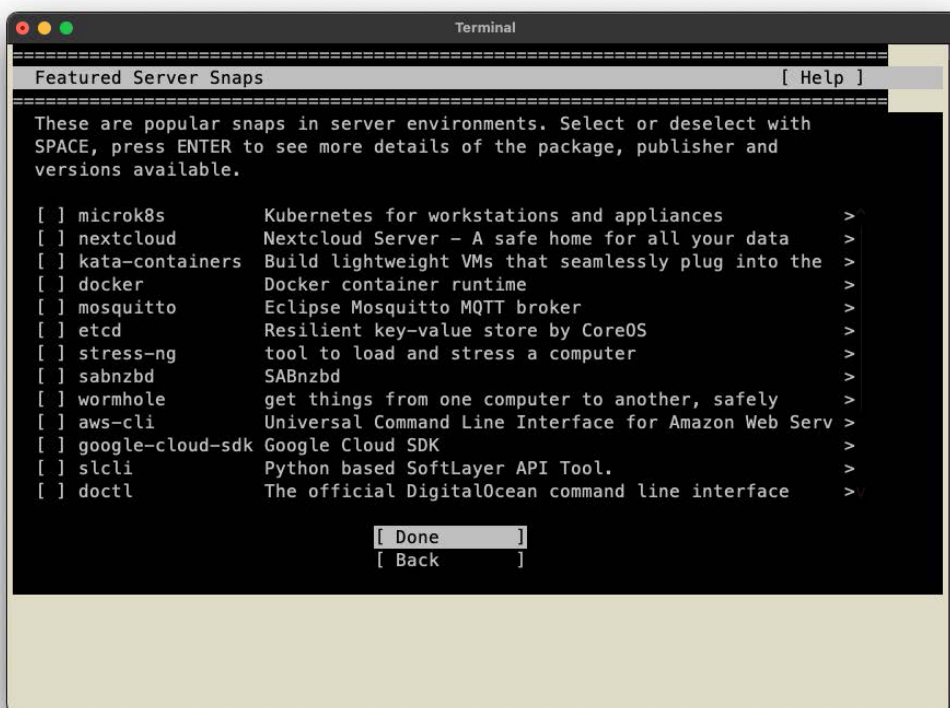 Terminal
================================================================================
Featured Server Snaps [ Help ]
================================================================================
These are popular snaps in server environments. Select or deselect with
SPACE, press ENTER to see more details of the package, publisher and
versions available.
[ ] microk8s Kubernetes for workstations and appliances >^
[ ] nextcloud Nextcloud Server – A safe home for all your data >
[ ] kata–containers Build lightweight VMs that seamlessly plug into the >
[ ] docker Docker container runtime >
[ ] mosquitto Eclipse Mosquitto MQTT broker >
[ ] etcd Resilient key–value store by CoreOS >
[ ] stress–ng tool to load and stress a computer >
[ ] sabnzbd SABnzbd >
[ ] wormhole get things from one computer to another, safely >
[ ] aws–cli Universal Command Line Interface for Amazon Web Serv >
[ ] google–cloud–sdk Google Cloud SDK >
[ ] slcli Python based SoftLayer API Tool. >
[ ] doctl The official DigitalOcean command line interface >v
[ Done ]
[ Back ]